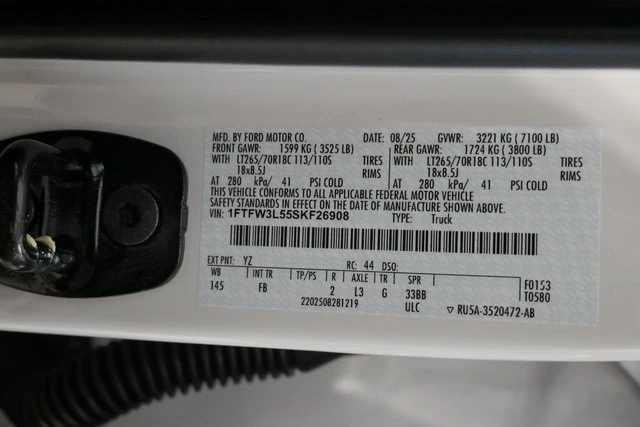 MFD. BY FORD MOTOR CO. DATE: 08/25 GVWR: 3221 KG ( 7100 LB)
FRONT GAWR: 1599 KG ( 3525 LB) REAR GAWR: 1724 KG ( 3800 LB)
WITH LT265/70R18C 113/110S TIRES WITH LT265/70R18C 113/110S TIRES
18x8.5J RIMS 18x8.5J RIMS
AT 280 kPa/ 41 PSI COLD AT 280 kPa/ 41 PSI COLD
THIS VEHICLE CONFORMS TO ALL APPLICABLE FEDERAL MOTOR VEHICLE
SAFETY STANDARDS IN EFFECT ON THE DATE OF MANUFACTURE SHOWN ABOVE.
VIN: 1FTFW3L55SKF26908 TYPE: Truck
EXT PNT: YZ RC: 44 DSO: F0153
WB INT TR TP/PS R AXLE TR SPR T0580
145 FB 2 L3 G 33BB
2202508281219 ULC ▼ RU5A-3520472-AB